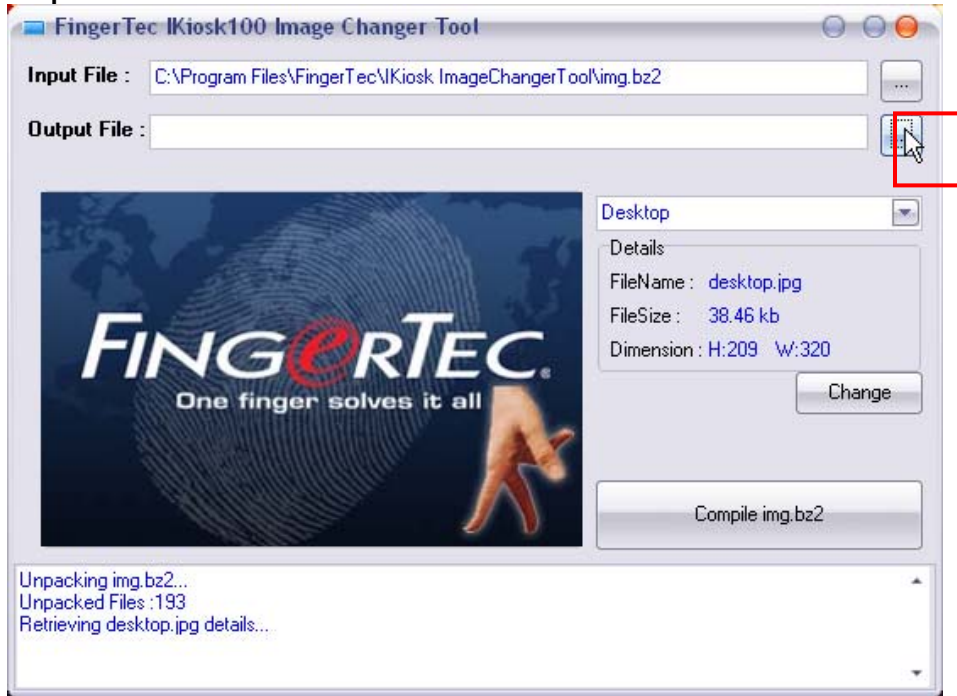 FingerTec IKiosk100 Image Changer Tool
Input File : C:\Program Files\FingerTec\IKiosk ImageChangerTool\img.bz2 ...
Output File :
Desktop
Details
FileName : desktop.jpg
FileSize : 38.46 kb
Dimension : H:209 W:320
Change
FINGERTEC®
One finger solves it all
Compile img.bz2
Unpacking img.bz2...
Unpacked Files :193
Retrieving desktop.jpg details...